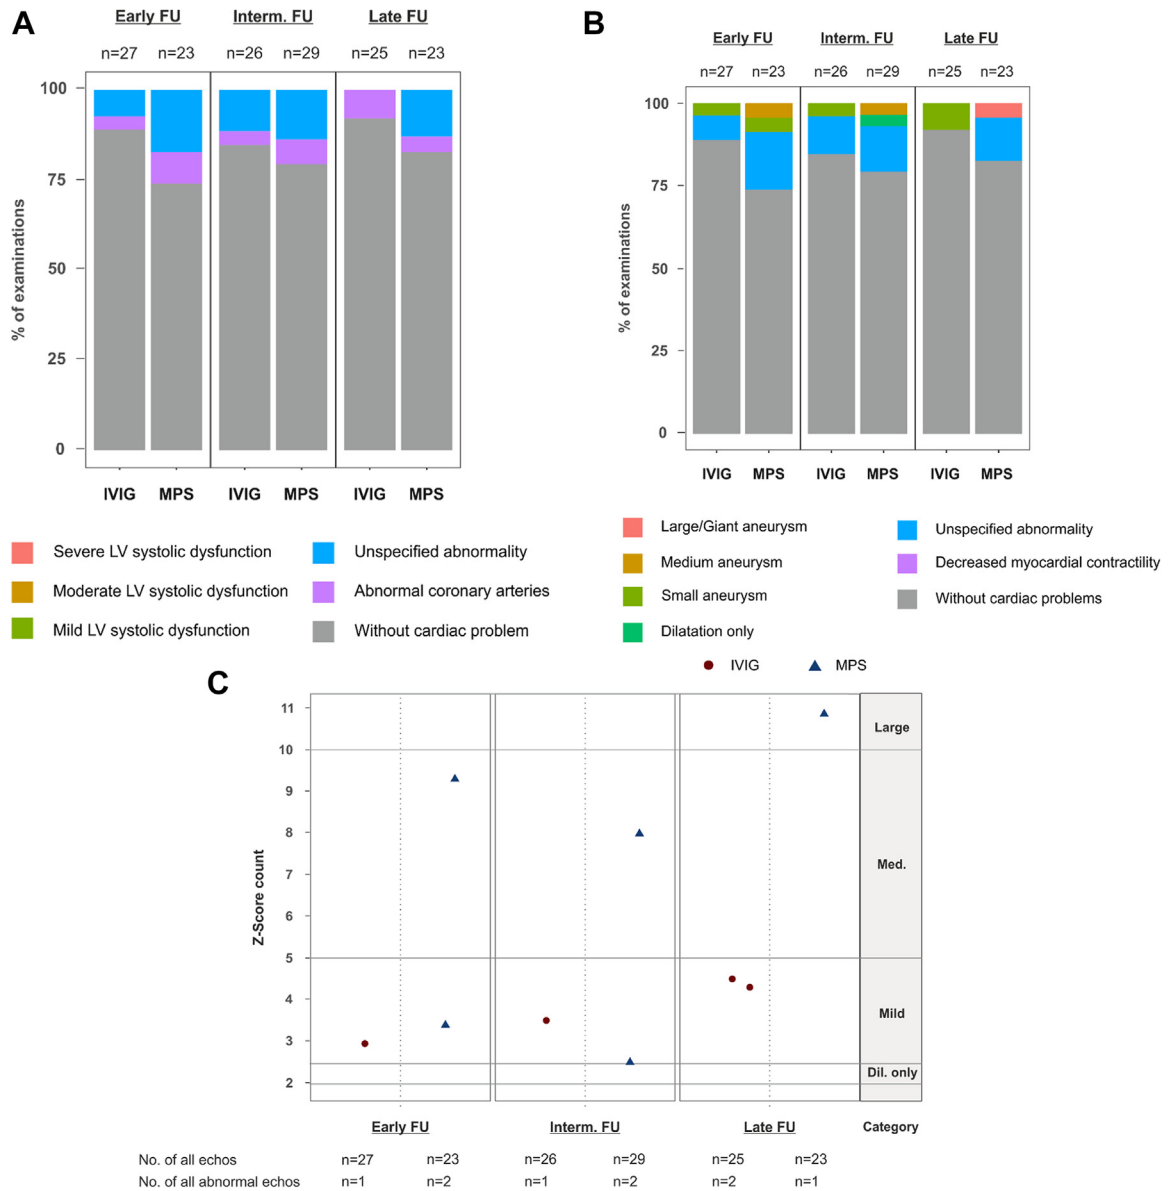 A
Early FU Interm. FU Late FU
n=27 n=23 n=26 n=29 n=25 n=23
100
75
50
25
0
% of examinations
IVIG MPS IVIG MPS IVIG MPS
Severe LV systolic dysfunction
Moderate LV systolic dysfunction
Mild LV systolic dysfunction
Unspecified abnormality
Abnormal coronary arteries
Without cardiac problem
B
Early FU Interm. FU Late FU
n=27 n=23 n=26 n=29 n=25 n=23
100
75
50
25
0
% of examinations
IVIG MPS IVIG MPS IVIG MPS
Large/Giant aneurysm
Medium aneurysm
Small aneurysm
Dilatation only
Unspecified abnormality
Decreased myocardial contractility
Without cardiac problems
C
IVIG MPS
11
10
9
8
7
6
5
4
3
2
Z-Score count
Large
Med.
Mild
Dil. only
Early FU Interm. FU Late FU Category
No. of all echos n=27 n=23 n=26 n=29 n=25 n=23
No. of all abnormal echos n=1 n=2 n=1 n=2 n=2 n=1